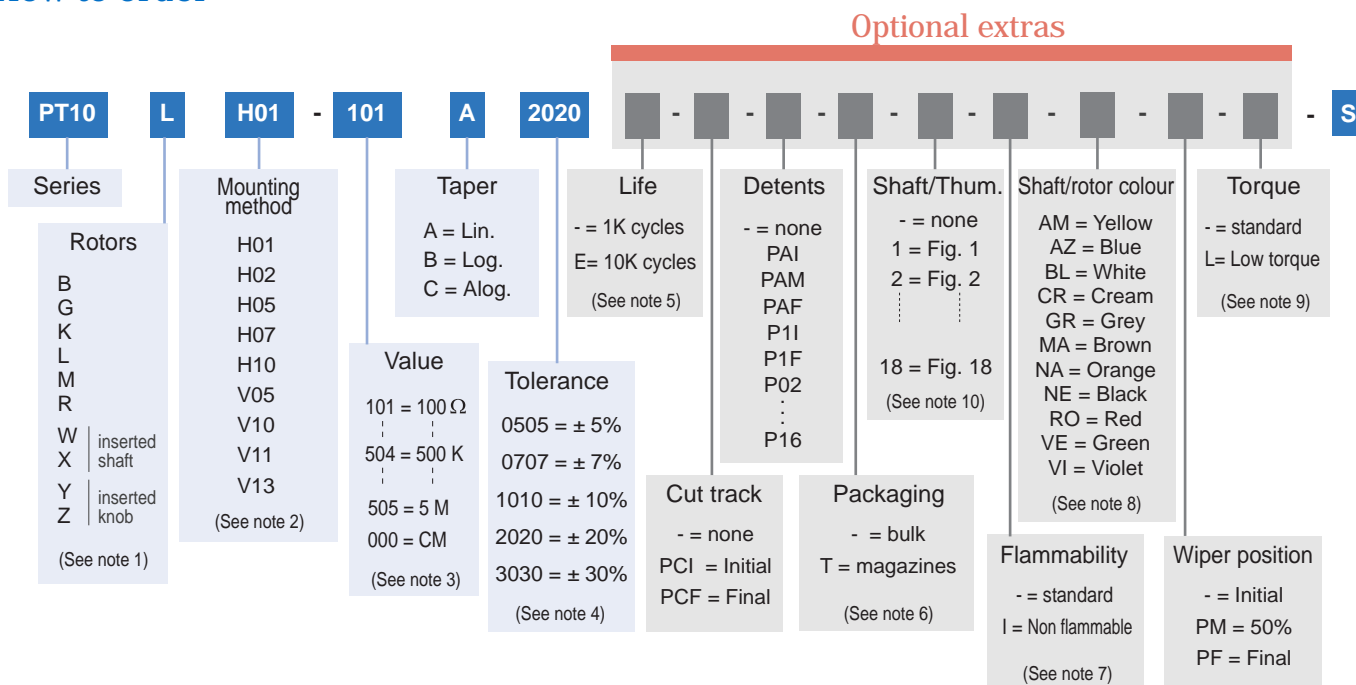 How to order
Optional extras
PT10 L H01 - 101 A 2020 - - - - - - - - - S
Series
Rotors
B
G
K
L
M
R
W
X
inserted
shaft
Y
Z
inserted
knob
(See note 1)
Mounting
method
H01
H02
H05
H07
H10
V05
V10
V11
V13
(See note 2)
Value
101 = 100 Ω
504 = 500 K
505 = 5 M
000 = CM
(See note 3)
Taper
A = Lin.
B = Log.
C = Alog.
Tolerance
0505 = ± 5%
0707 = ± 7%
1010 = ± 10%
2020 = ± 20%
3030 = ± 30%
(See note 4)
Life
- = 1K cycles
E= 10K cycles
(See note 5)
Cut track
- = none
PCI = Initial
PCF = Final
Detents
- = none
PAI
PAM
PAF
P1I
P1F
P02
:
P16
Packaging
- = bulk
T = magazines
(See note 6)
Shaft/Thum.
- = none
1 = Fig. 1
2 = Fig. 2
18 = Fig. 18
(See note 10)
Flammability
- = standard
I = Non flammable
(See note 7)
Shaft/rotor colour
AM = Yellow
AZ = Blue
BL = White
CR = Cream
GR = Grey
MA = Brown
NA = Orange
NE = Black
RO = Red
VE = Green
VI = Violet
(See note 8)
Wiper position
- = Initial
PM = 50%
PF = Final
Torque
- = standard
L= Low torque
(See note 9)